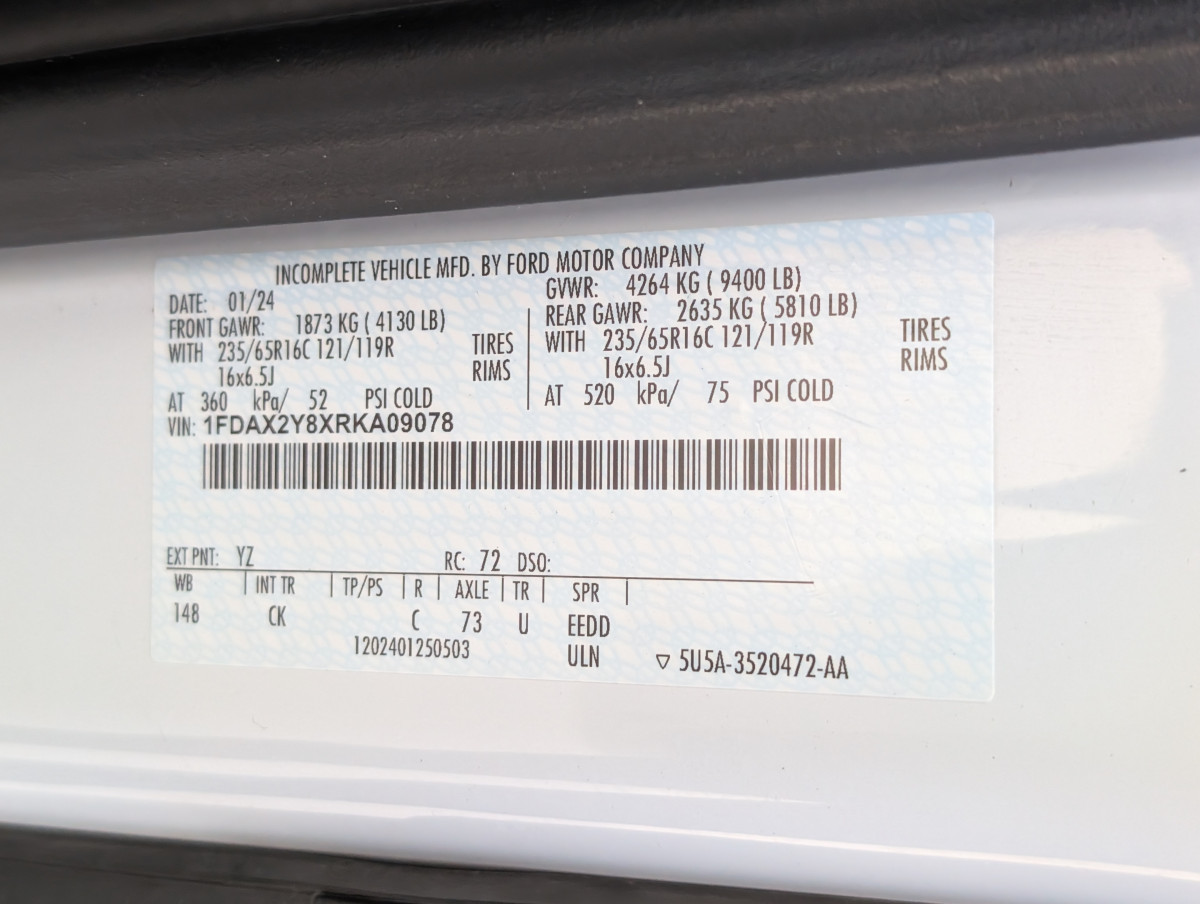 INCOMPLETE VEHICLE MFD. BY FORD MOTOR COMPANY
DATE: 01/24
GVWR: 4264 KG ( 9400 LB)
FRONT GAWR: 1873 KG ( 4130 LB)
REAR GAWR: 2635 KG ( 5810 LB)
WITH 235/65R16C 121/119R TIRES
16x6.5J RIMS
AT 360 kPa/ 52 PSI COLD
WITH 235/65R16C 121/119R TIRES
16x6.5J RIMS
AT 520 kPa/ 75 PSI COLD
VIN: 1FDAX2Y8XRKA09078
EXT PNT: YZ RC: 72 DSO:
WB | INT TR | TP/PS | R | AXLE | TR | SPR |
148 CK C 73 U EEDD
1202401250503 ULN ▽ 5U5A-3520472-AA